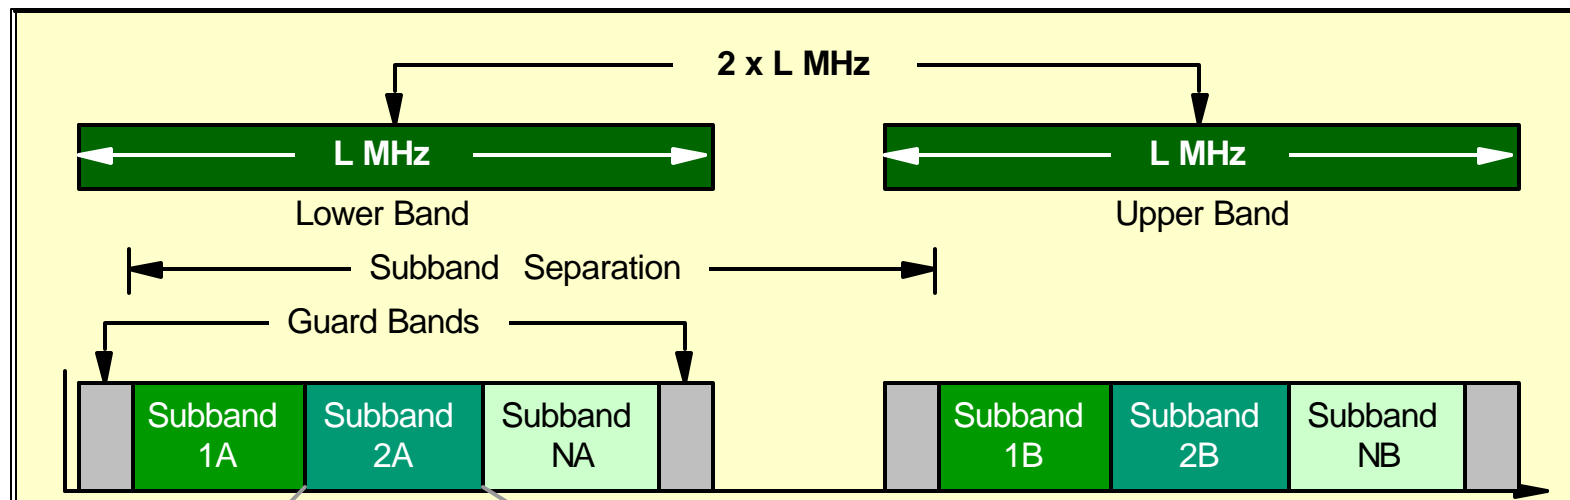 2 x L MHz
L MHz L MHz
Lower Band Upper Band
Subband Separation
Guard Bands
Subband Subband Subband Subband Subband Subband
1A 2A NA 1B 2B NB